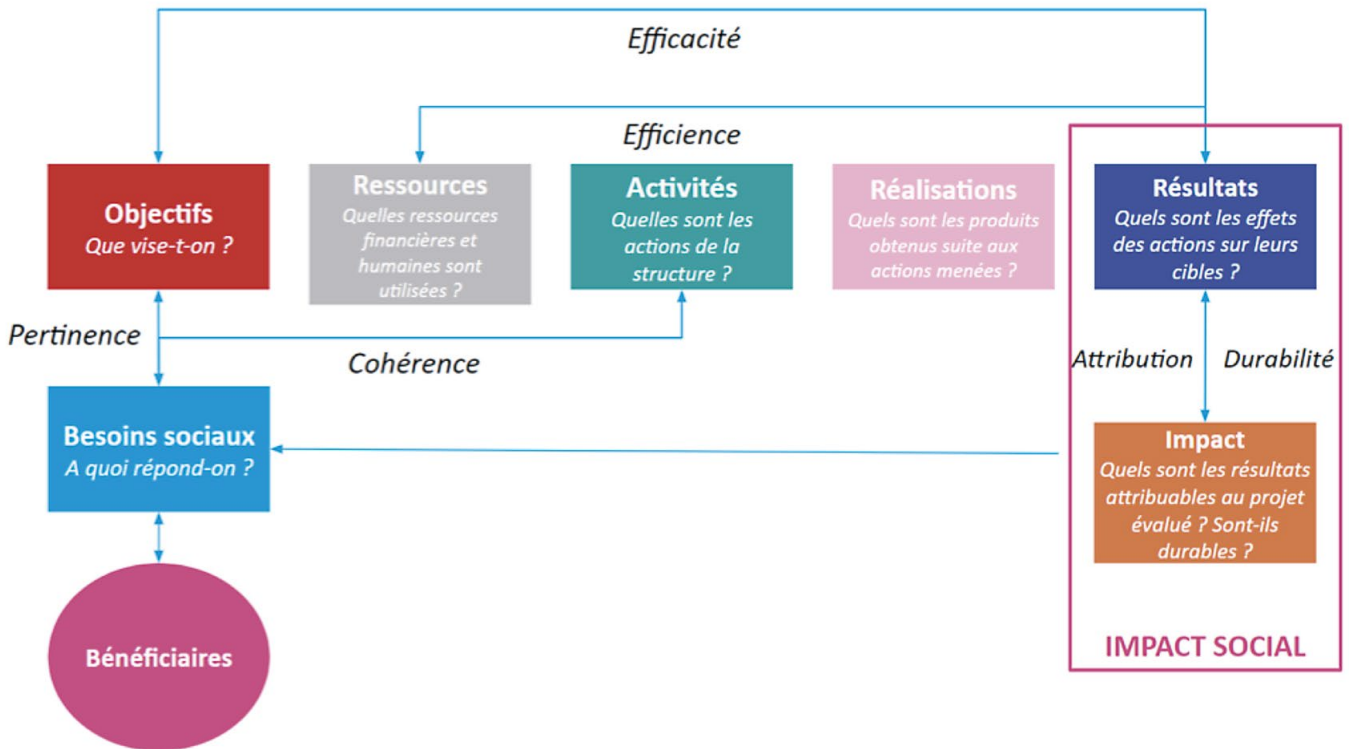 Efficacité
Efficience
Objectifs
Que vise-t-on ?
Ressources
Quelles ressources
financières et
humaines sont
utilisées ?
Activités
Quelles sont les
actions de la
structure ?
Réalisations
Quels sont les produits
obtenus suite aux
actions menées ?
Résultats
Quels sont les effets
des actions sur leurs
cibles ?
Pertinence
Cohérence
Attribution
Durabilité
Besoins sociaux
A quoi répond-on ?
Impact
Quels sont les résultats
attribuables au projet
évalué ? Sont-ils
durables ?
Bénéficiaires
IMPACT SOCIAL